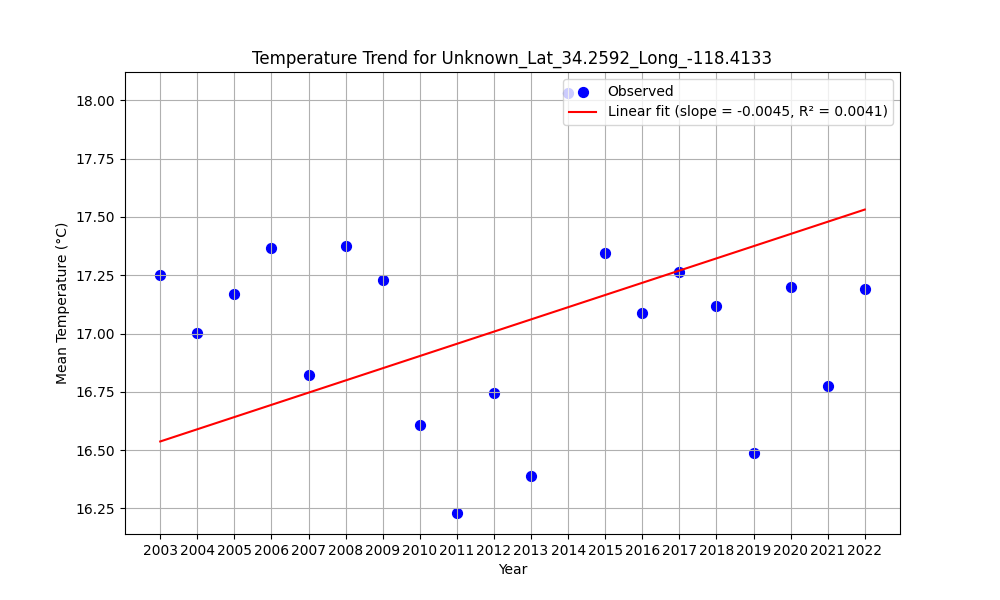 Temperature Trend for Unknown_Lat_34.2592_Long_-118.4133
Observed
Linear fit (slope = -0.0045, R² = 0.0041)
18.00
17.75
17.50
17.25
17.00
16.75
16.50
16.25
Mean Temperature (°C)
2003 2004 2005 2006 2007 2008 2009 2010 2011 2012 2013 2014 2015 2016 2017 2018 2019 2020 2021 2022
Year